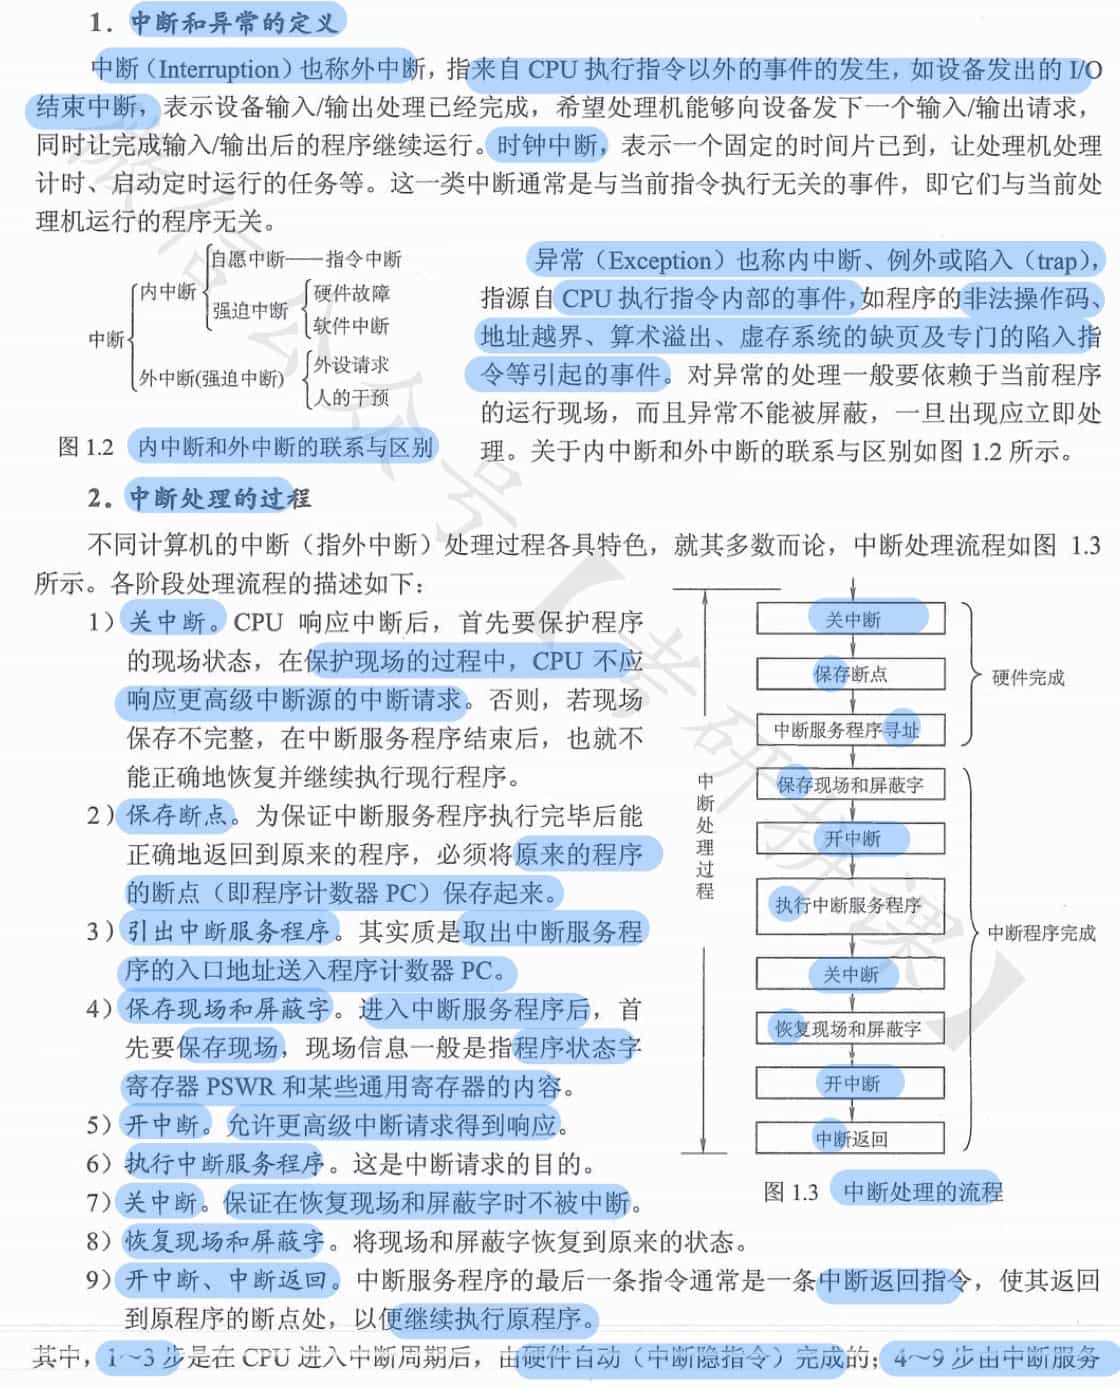 1．中断和异常的定义
中断（Interruption）也称外中断，指来自 CPU 执行指令以外的事件的发生，如设备发出的 I/O
结束中断，表示设备输入/输出处理已经完成，希望处理机能够向设备发下一个输入/输出请求，
同时让完成输入/输出后的程序继续运行。时钟中断，表示一个固定的时间片已到，让处理机处理
计时、启动定时运行的任务等。这一类中断通常是与当前指令执行无关的事件，即它们与当前处
理机运行的程序无关。
中断
内中断
自愿中断——指令中断
强迫中断
硬件故障
软件中断
外中断(强迫中断)
外设请求
人的干预
图 1.2 内中断和外中断的联系与区别
异常（Exception）也称内中断、例外或陷入（trap），
指源自 CPU 执行指令内部的事件，如程序的非法操作码、
地址越界、算术溢出、虚存系统的缺页及专门的陷入指
令等引起的事件。对异常的处理一般要依赖于当前程序
的运行现场，而且异常不能被屏蔽，一旦出现应立即处
理。关于内中断和外中断的联系与区别如图 1.2 所示。
2．中断处理的过程
不同计算机的中断（指外中断）处理过程各具特色，就其多数而论，中断处理流程如图 1.3
所示。各阶段处理流程的描述如下：
1）关中断。CPU 响应中断后，首先要保护程序
的现场状态，在保护现场的过程中，CPU 不应
响应更高级中断源的中断请求。否则，若现场
保存不完整，在中断服务程序结束后，也就不
能正确地恢复并继续执行现行程序。
2）保存断点。为保证中断服务程序执行完毕后能
正确地返回到原来的程序，必须将原来的程序
的断点（即程序计数器 PC）保存起来。
3）引出中断服务程序。其实质是取出中断服务程
序的入口地址送入程序计数器 PC。
4）保存现场和屏蔽字。进入中断服务程序后，首
先要保存现场，现场信息一般是指程序状态字
寄存器 PSWR 和某些通用寄存器的内容。
5）开中断。允许更高级中断请求得到响应。
6）执行中断服务程序。这是中断请求的目的。
7）关中断。保证在恢复现场和屏蔽字时不被中断。
8）恢复现场和屏蔽字。将现场和屏蔽字恢复到原来的状态。
9）开中断、中断返回。中断服务程序的最后一条指令通常是一条中断返回指令，使其返回
到原程序的断点处，以便继续执行原程序。
其中，1～3 步是在 CPU 进入中断周期后，由硬件自动（中断隐指令）完成的；4～9 步由中断服务
中断处理过程
关中断
保存断点
中断服务程序寻址
硬件完成
保存现场和屏蔽字
开中断
执行中断服务程序
关中断
恢复现场和屏蔽字
开中断
中断返回
中断程序完成
图 1.3 中断处理的流程
微信公众号【考研拼课】